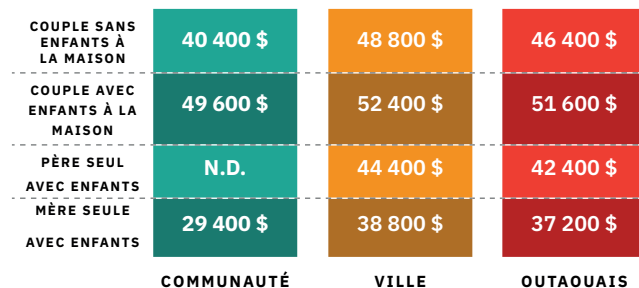 COUPLE SANS
ENFANTS À
LA MAISON
40 400 $ 48 800 $ 46 400 $
COUPLE AVEC
ENFANTS À LA
MAISON
49 600 $ 52 400 $ 51 600 $
PÈRE SEUL
AVEC ENFANTS
N.D. 44 400 $ 42 400 $
MÈRE SEULE
AVEC ENFANTS
29 400 $ 38 800 $ 37 200 $
COMMUNAUTÉ VILLE OUTAOUAIS